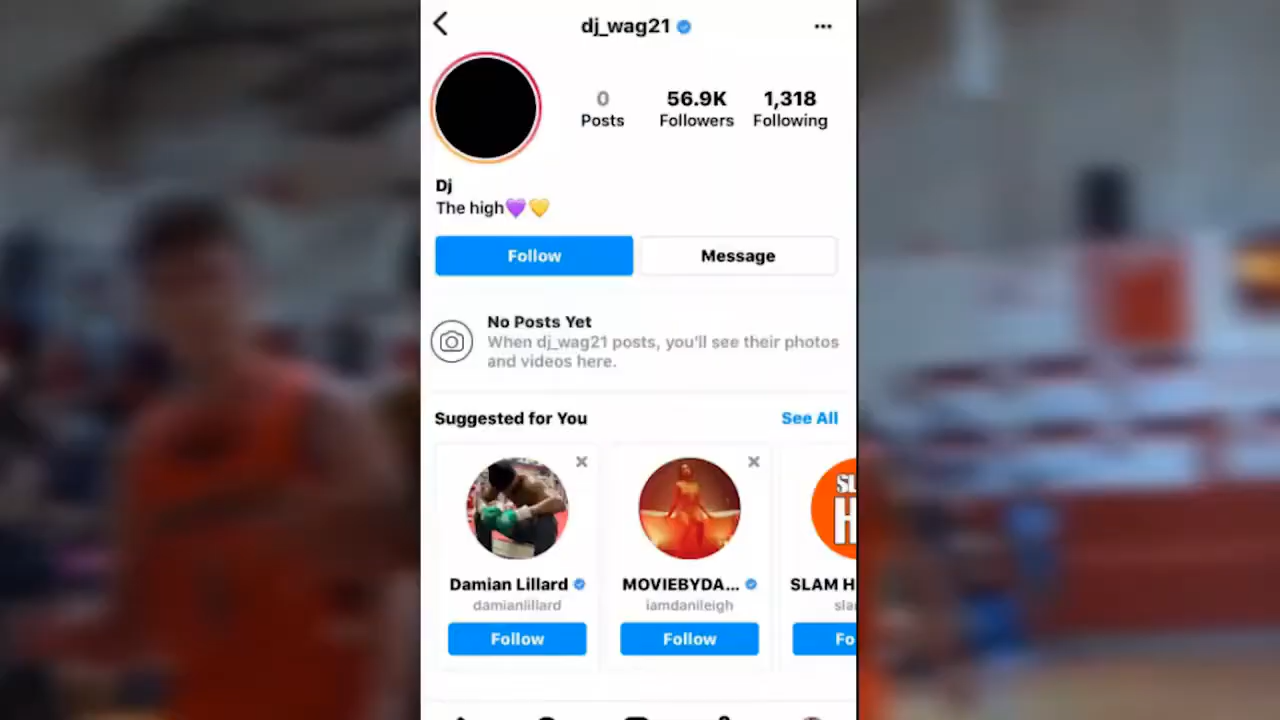 dj_wag21
0
Posts
56.9K
Followers
1,318
Following
Dj
The high💜💛
Follow
Message
No Posts Yet
When dj_wag21 posts, you'll see their photos
and videos here.
Suggested for You
See All
Damian Lillard
damianlillard
Follow
MOVIEBYDA...
iamdanileigh
Follow
SL
H
SLAM H
sla
Fo